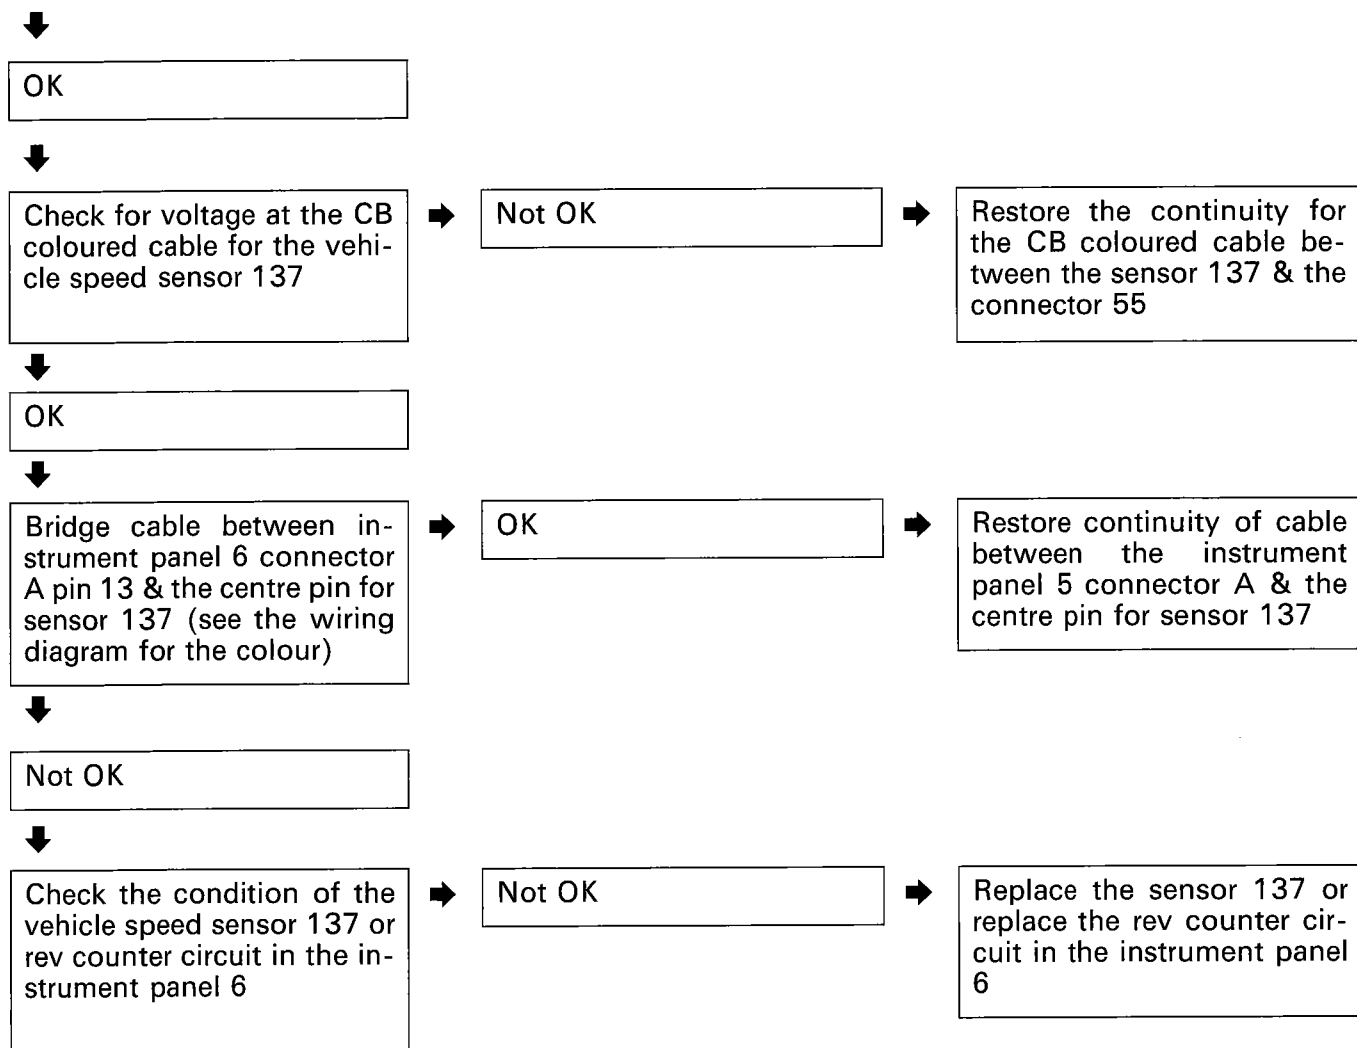 OK
Check for voltage at the CB
coloured cable for the vehi-
cle speed sensor 137
Not OK
Restore the continuity for
the CB coloured cable be-
tween the sensor 137 & the
connector 55
OK
Bridge cable between in-
strument panel 6 connector
A pin 13 & the centre pin for
sensor 137 (see the wiring
diagram for the colour)
OK
Restore continuity of cable
between the instrument
panel 5 connector A & the
centre pin for sensor 137
Not OK
Check the condition of the
vehicle speed sensor 137 or
rev counter circuit in the in-
strument panel 6
Not OK
Replace the sensor 137 or
replace the rev counter cir-
cuit in the instrument panel
6